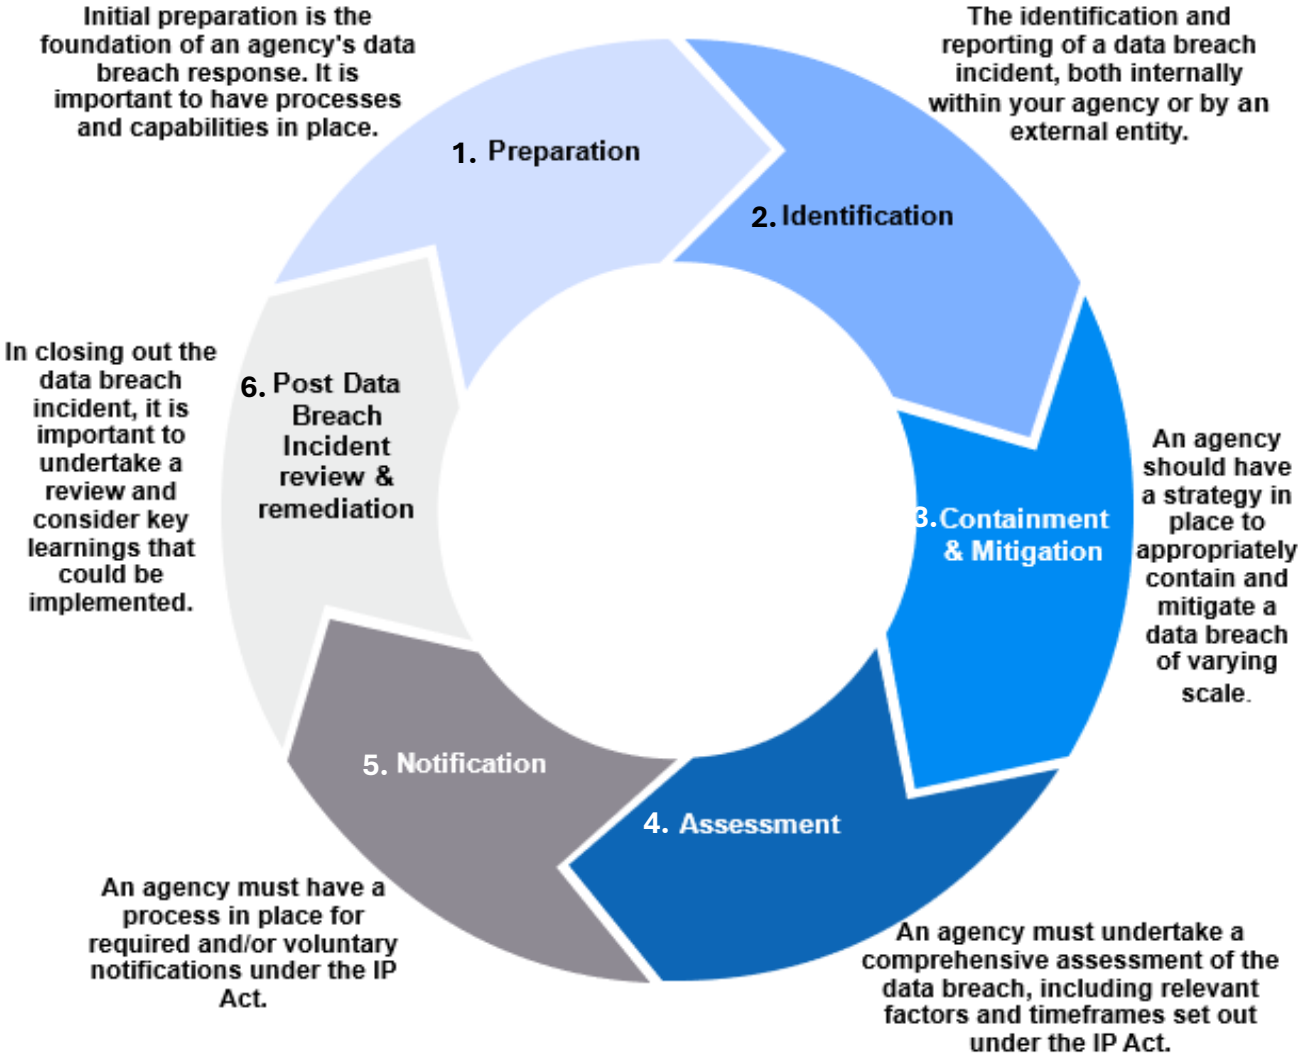 Initial preparation is the
foundation of an agency's data
breach response. It is
important to have processes
and capabilities in place.
1. Preparation
The identification and
reporting of a data breach
incident, both internally
within your agency or by an
external entity.
2. Identification
An agency
should have
a strategy in
place to
appropriately
contain and
mitigate a
data breach
of varying
scale.
3. Containment
& Mitigation
An agency must undertake a
comprehensive assessment of the
data breach, including relevant
factors and timeframes set out
under the IP Act.
4. Assessment
An agency must have a
process in place for
required and/or voluntary
notifications under the IP
Act.
5. Notification
In closing out the
data breach
incident, it is
important to
undertake a
review and
consider key
learnings that
could be
implemented.
6. Post Data
Breach
Incident
review &
remediation